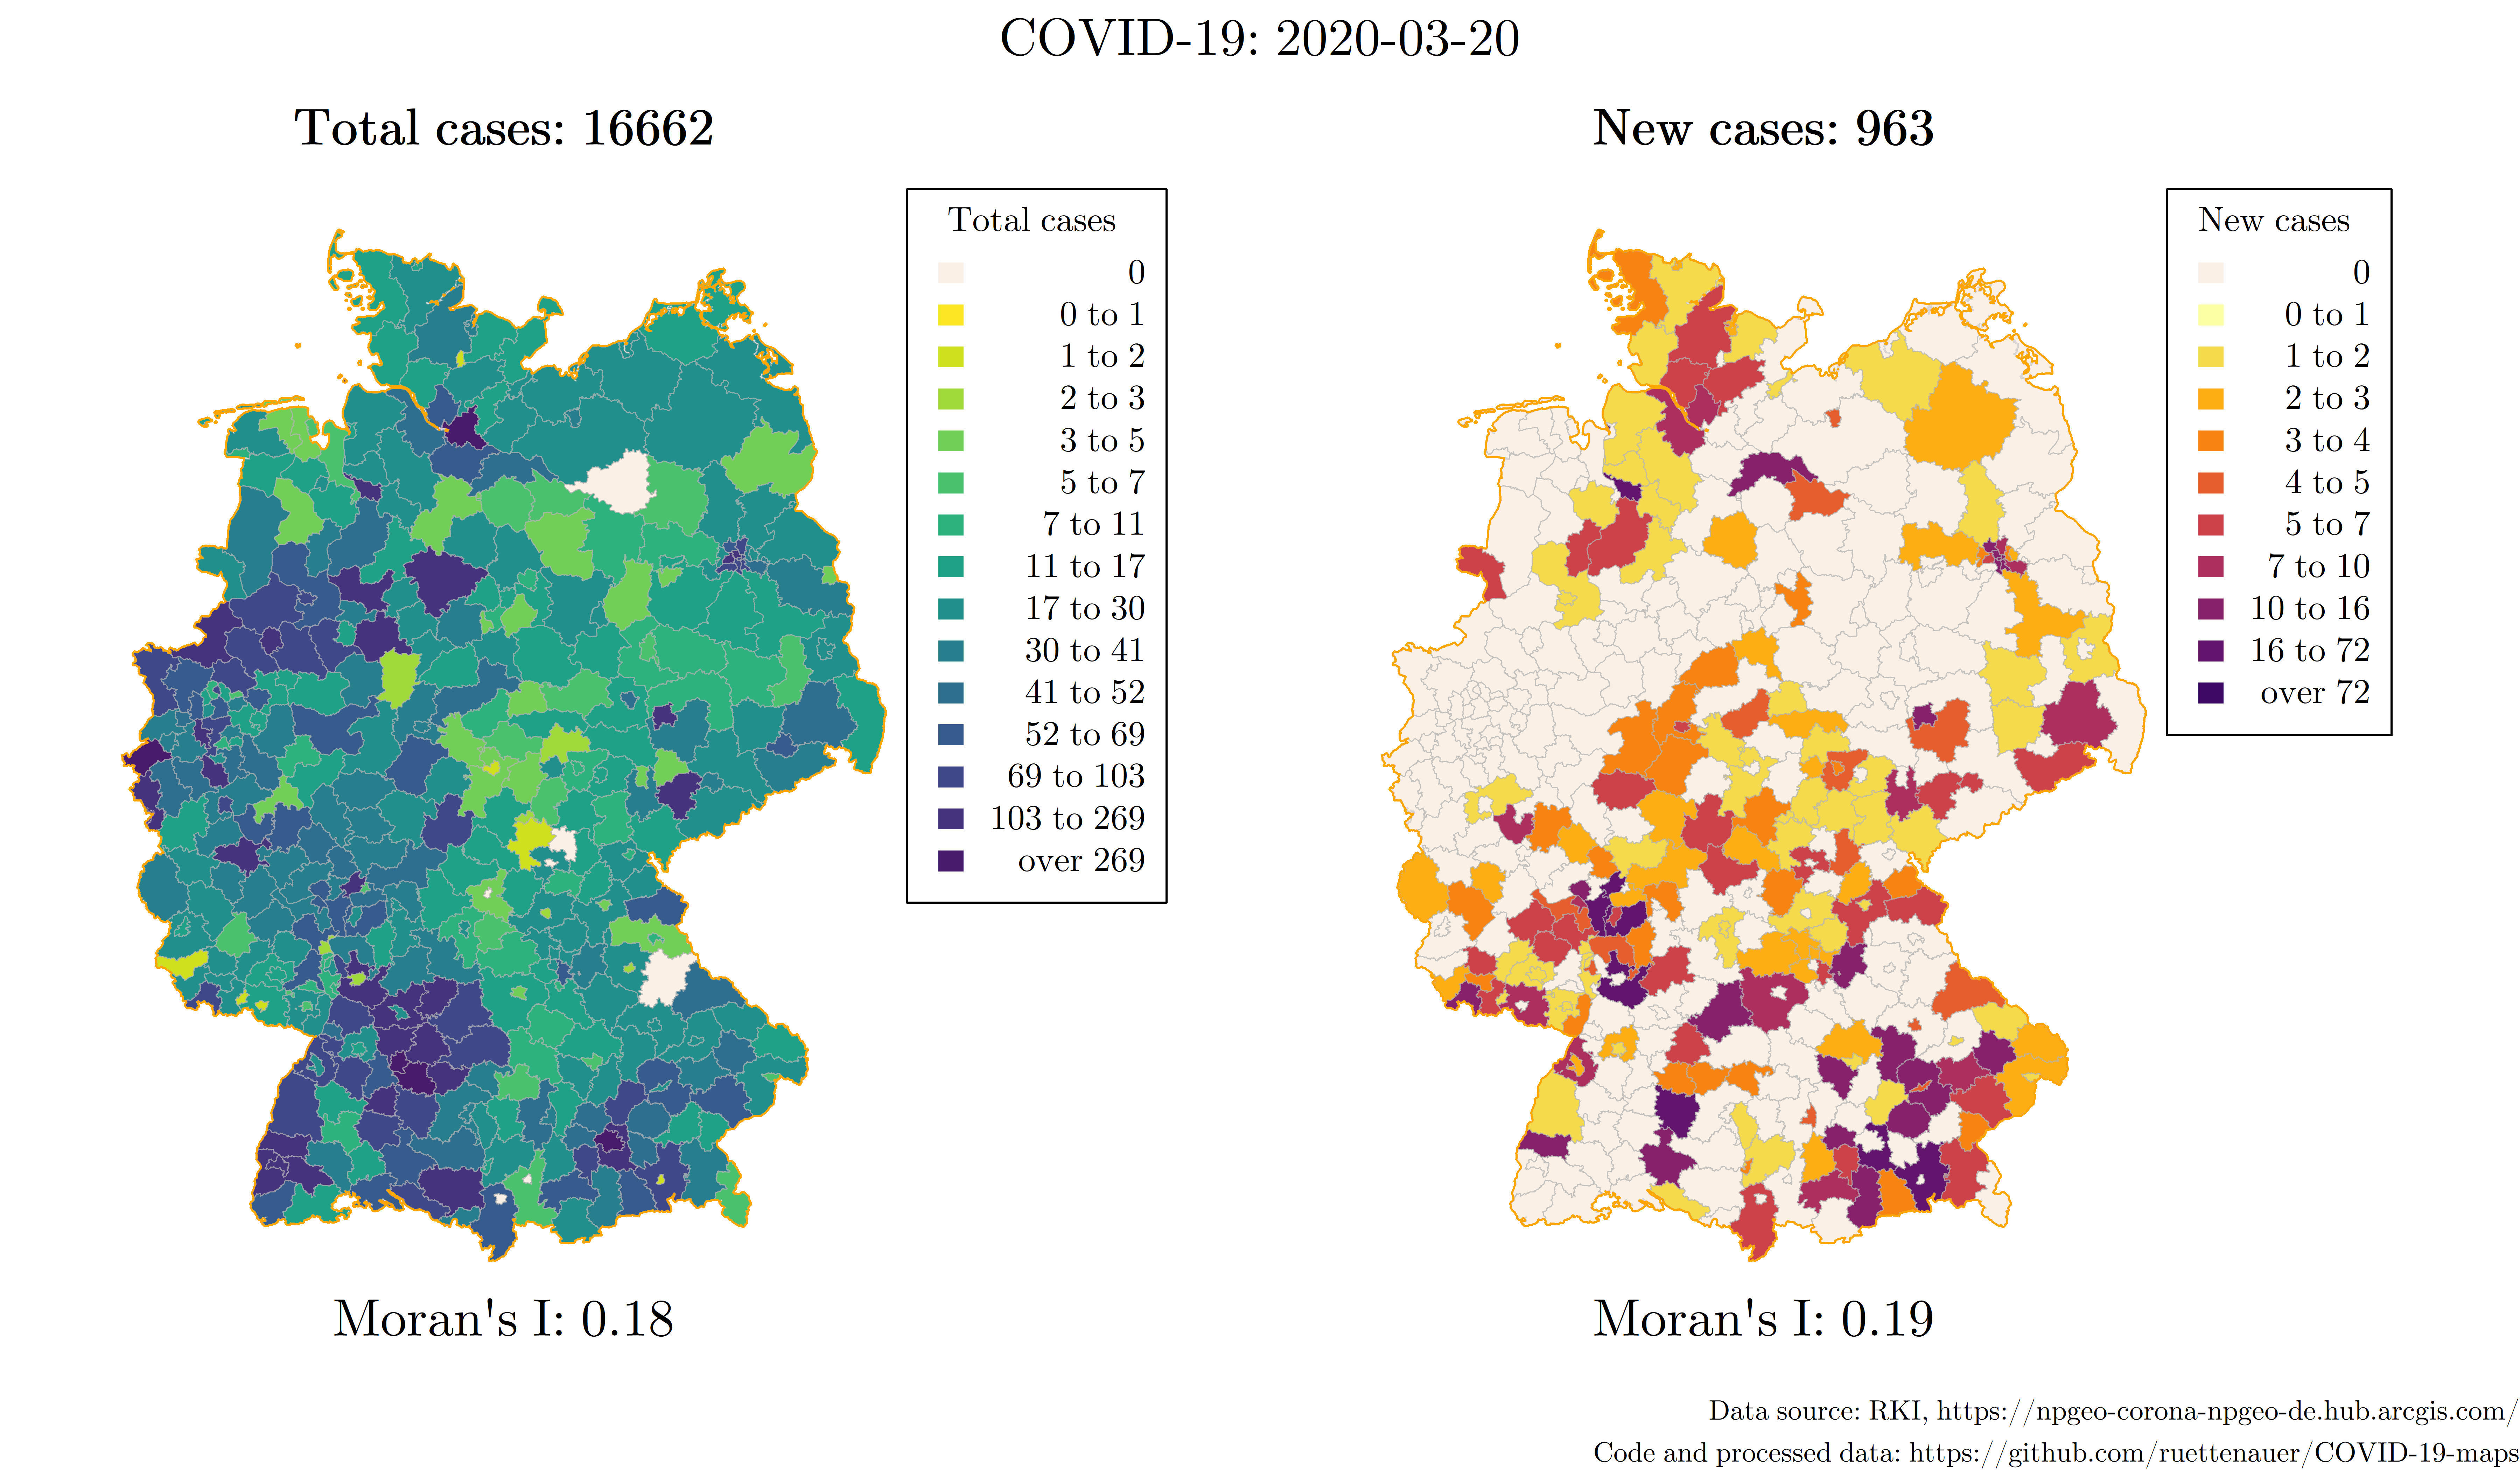 COVID-19: 2020-03-20
Total cases: 16662
Total cases
0
0 to 1
1 to 2
2 to 3
3 to 5
5 to 7
7 to 11
11 to 17
17 to 30
30 to 41
41 to 52
52 to 69
69 to 103
103 to 269
over 269
Moran's I: 0.18
New cases: 963
New cases
0
0 to 1
1 to 2
2 to 3
3 to 4
4 to 5
5 to 7
7 to 10
10 to 16
16 to 72
over 72
Moran's I: 0.19
Data source: RKI, https://npgeo-corona-npgeo-de.hub.arcgis.com/
Code and processed data: https://github.com/ruettenauer/COVID-19-maps